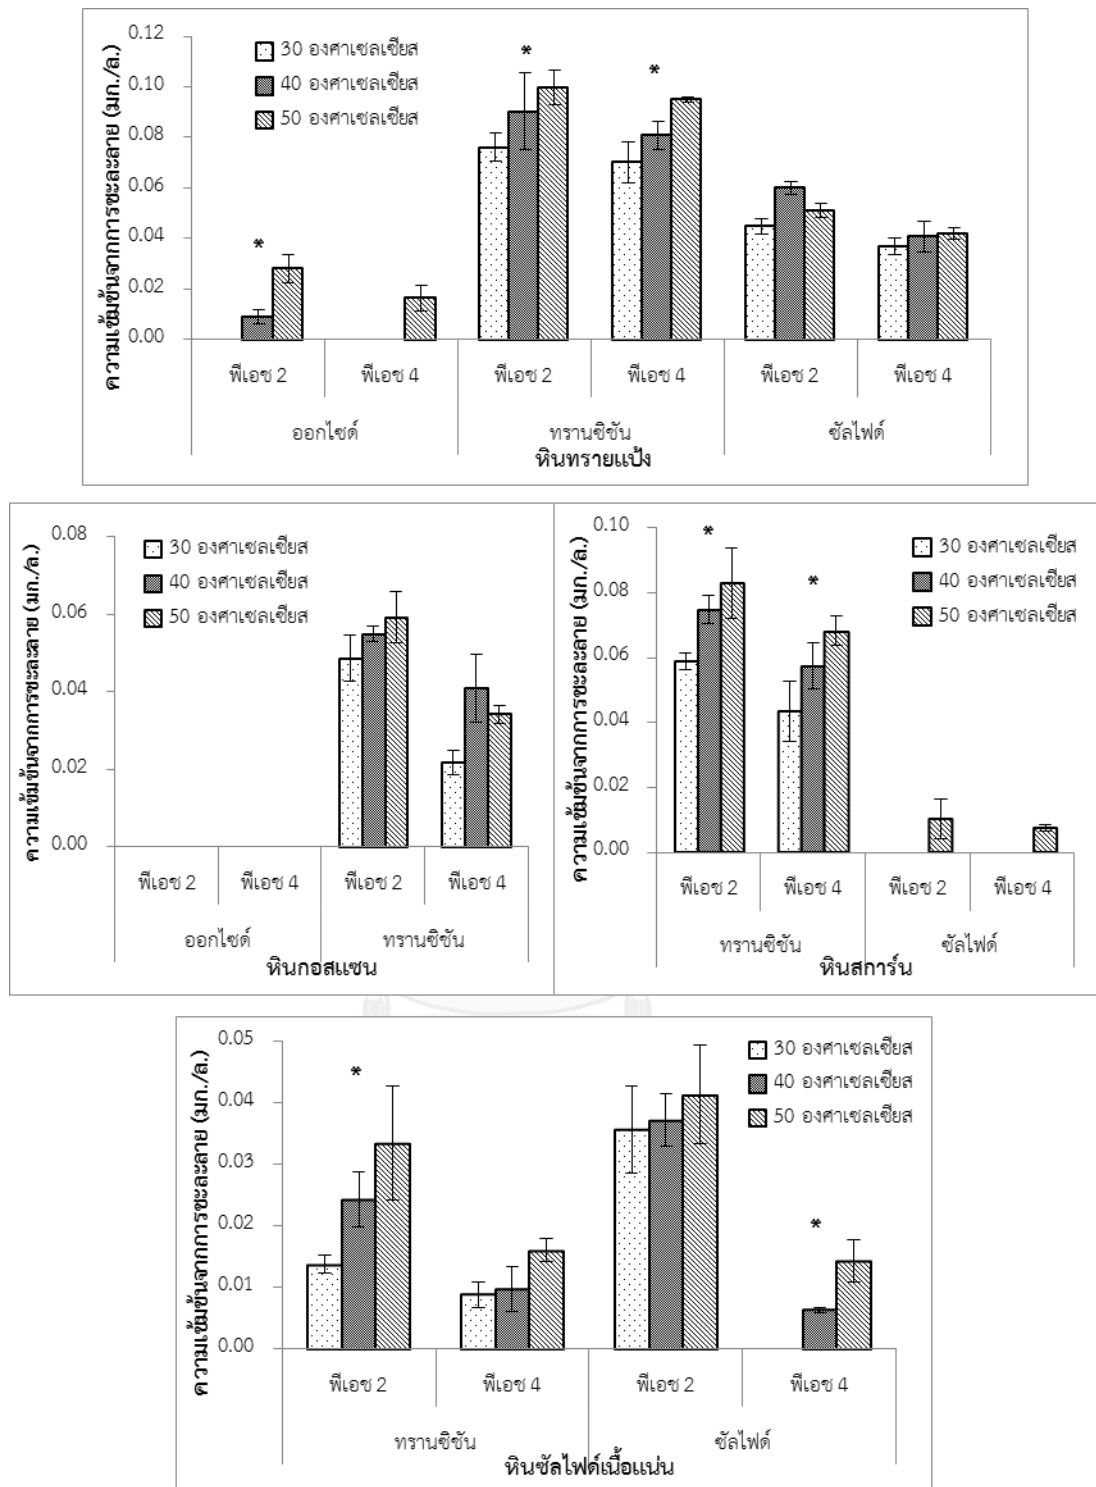 ความเข้มข้นจากการชะละลาย (มก./ล.)
0.12
0.10
0.08
0.06
0.04
0.02
0.00
30 องศาเซลเซียส
40 องศาเซลเซียส
50 องศาเซลเซียส
* * *
พีเอช 2 พีเอช 4 พีเอช 2 พีเอช 4 พีเอช 2 พีเอช 4
ออกไซด์ ทรานซิชัน ซัลไฟด์
หินทรายแป้ง
ความเข้มข้นจากการชะละลาย (มก./ล.)
0.08
0.06
0.04
0.02
0.00
30 องศาเซลเซียส
40 องศาเซลเซียส
50 องศาเซลเซียส
พีเอช 2 พีเอช 4 พีเอช 2 พีเอช 4
ออกไซด์ ทรานซิชัน
หินกอสแซน
ความเข้มข้นจากการชะละลาย (มก./ล.)
0.10
0.08
0.06
0.04
0.02
0.00
30 องศาเซลเซียส
40 องศาเซลเซียส
50 องศาเซลเซียส
* *
พีเอช 2 พีเอช 4 พีเอช 2 พีเอช 4
ทรานซิชัน ซัลไฟด์
หินสการ์น
ความเข้มข้นจากการชะละลาย (มก./ล.)
0.05
0.04
0.03
0.02
0.01
0.00
30 องศาเซลเซียส
40 องศาเซลเซียส
50 องศาเซลเซียส
* *
พีเอช 2 พีเอช 4 พีเอช 2 พีเอช 4
ทรานซิชัน ซัลไฟด์
หินซัลไฟด์เนื้อแน่น